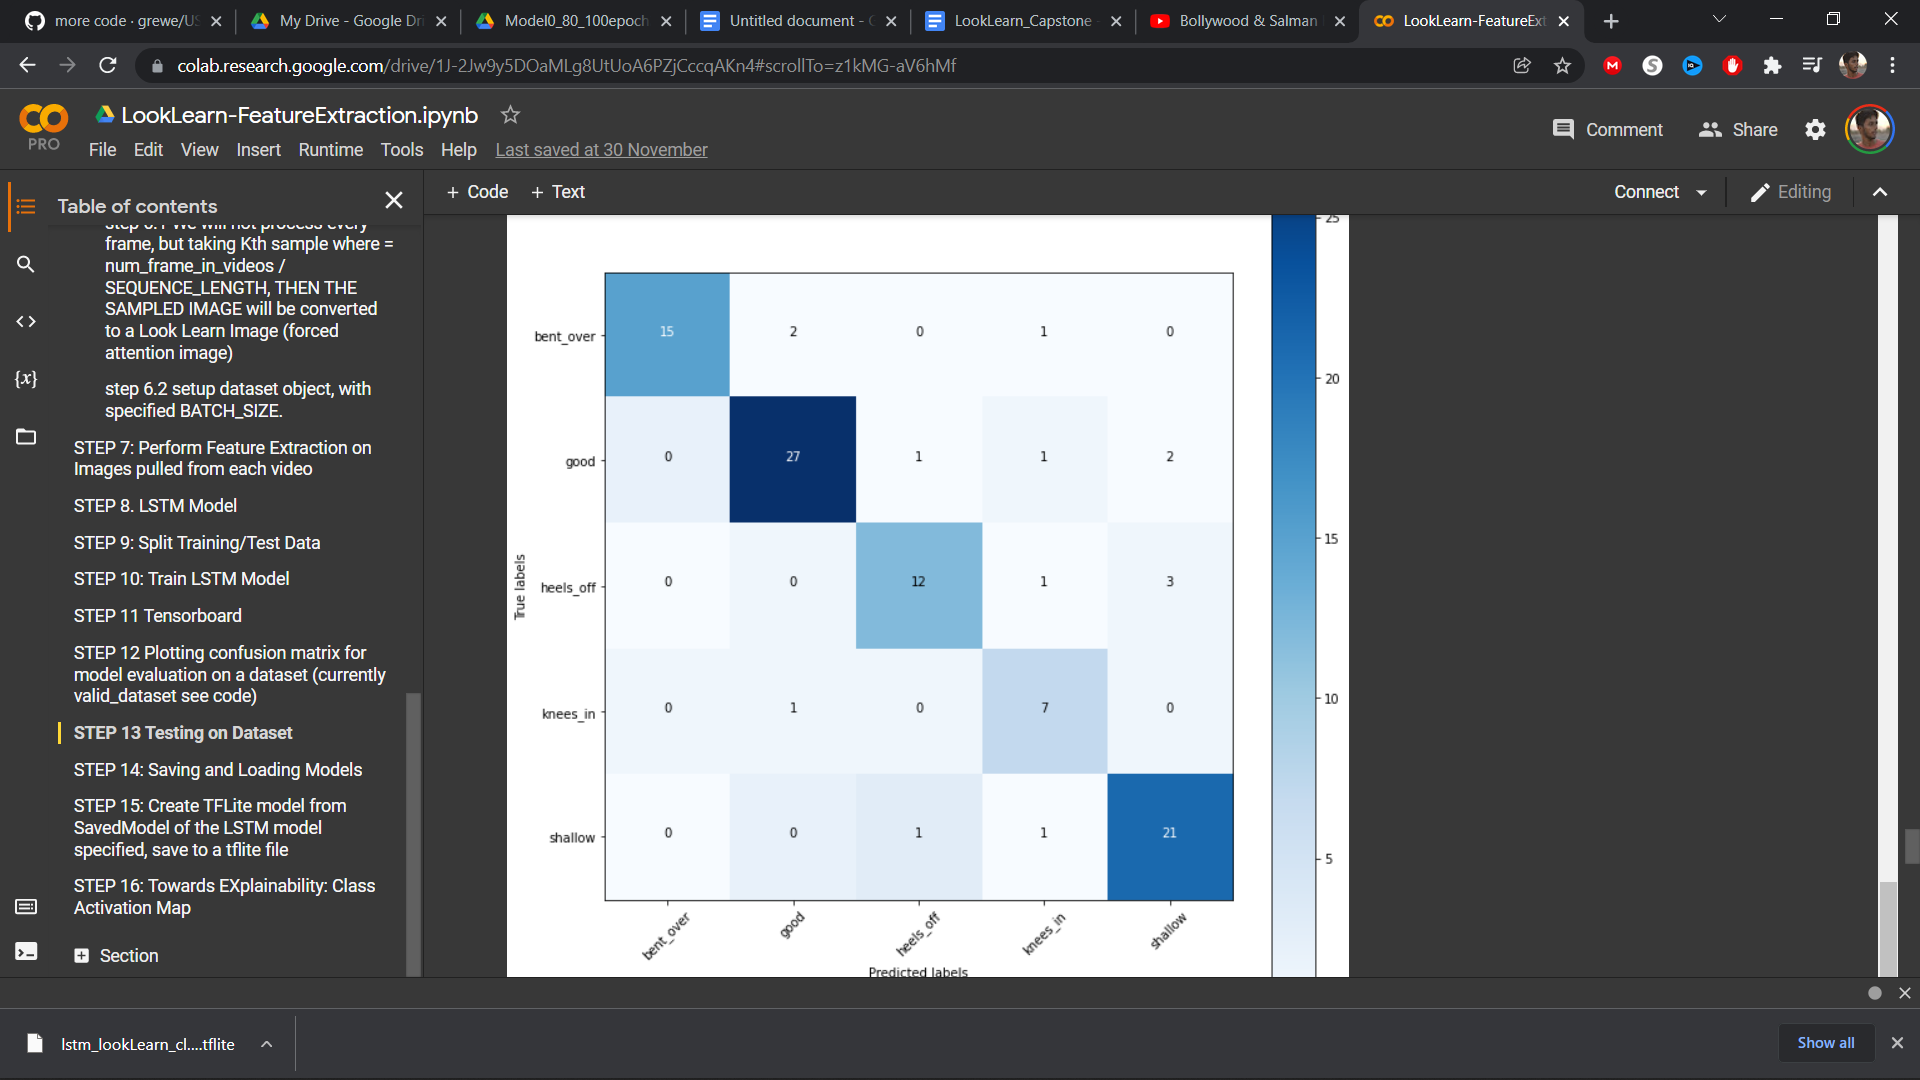 more code · grewe/US
My Drive - Google Dri
Model0_80_100epoch
Untitled document - G
LookLearn_Capstone -
Bollywood & Salman
LookLearn-FeatureExt
colab.research.google.com/drive/1J-2Jw9y5DOaMLg8UtUoA6PZjCccqAKn4#scrollTo=z1kMG-aV6hMf
LookLearn-FeatureExtraction.ipynb
PRO
File Edit View Insert Runtime Tools Help Last saved at 30 November
Comment Share
Table of contents
+ Code + Text
Connect Editing
step 6.1 We will not process every
frame, but taking Kth sample where =
num_frame_in_videos /
SEQUENCE_LENGTH, THEN THE
SAMPLED IMAGE will be converted
to a Look Learn Image (forced
attention image)
step 6.2 setup dataset object, with
specified BATCH_SIZE.
STEP 7: Perform Feature Extraction on
Images pulled from each video
STEP 8. LSTM Model
STEP 9: Split Training/Test Data
STEP 10: Train LSTM Model
STEP 11 Tensorboard
STEP 12 Plotting confusion matrix for
model evaluation on a dataset (currently
valid_dataset see code)
STEP 13 Testing on Dataset
STEP 14: Saving and Loading Models
STEP 15: Create TFLite model from
SavedModel of the LSTM model
specified, save to a tflite file
STEP 16: Towards EXplainability: Class
Activation Map
Section
True labels
bent_over 15 2 0 1 0
good 0 27 1 1 2
heels_off 0 0 12 1 3
knees_in 0 1 0 7 0
shallow 0 0 1 1 21
bent_over good heels_off knees_in shallow
Predicted labels
25
20
15
10
5
lstm_lookLearn_cl....tflite
Show all